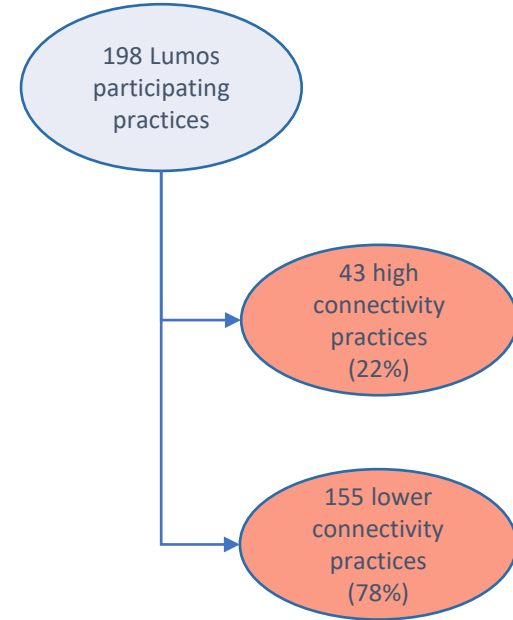 198 Lumos
participating
practices
43 high
connectivity
practices
(22%)
155 lower
connectivity
practices
(78%)